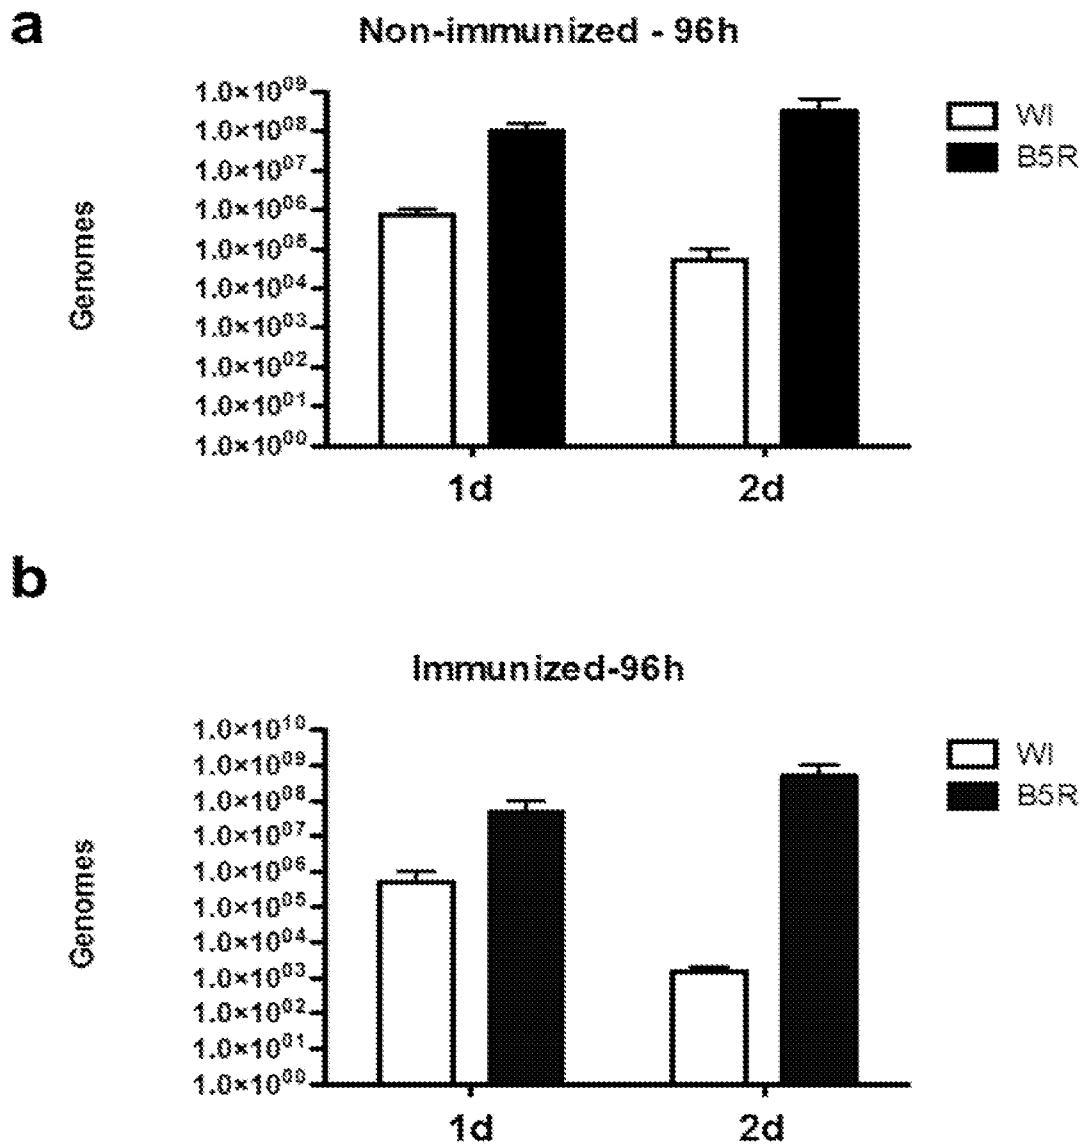 a
Non-immunized - 96h
1.0×10⁰⁹
1.0×10⁰⁸
1.0×10⁰⁷
1.0×10⁰⁶
1.0×10⁰⁵
1.0×10⁰⁴
1.0×10⁰³
1.0×10⁰²
1.0×10⁰¹
1.0×10⁰⁰
Genomes
1d
2d
WI
B5R
b
Immunized-96h
1.0×10¹⁰
1.0×10⁰⁹
1.0×10⁰⁸
1.0×10⁰⁷
1.0×10⁰⁶
1.0×10⁰⁵
1.0×10⁰⁴
1.0×10⁰³
1.0×10⁰²
1.0×10⁰¹
1.0×10⁰⁰
Genomes
1d
2d
WI
B5R